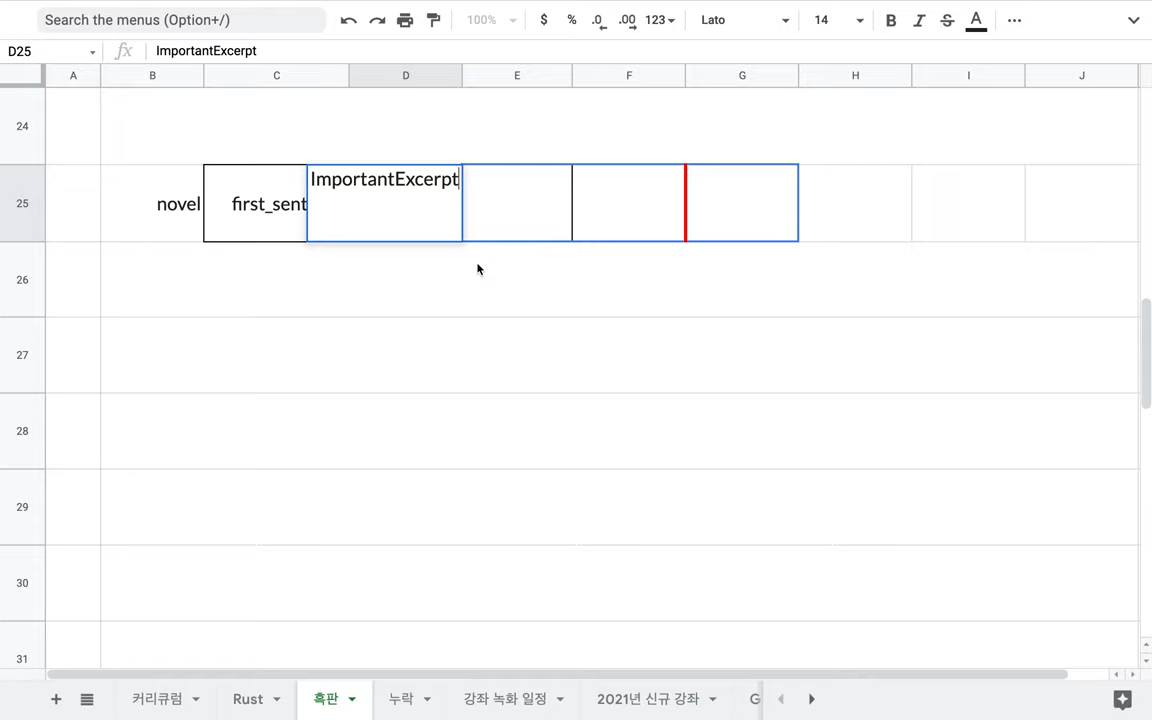 Search the menus (Option+/) 100% $ % .0 .00 123 Lato 14 B I S A
D25 fx ImportantExcerpt
A B C D E F G H I J
24
25 novel first_sent ImportantExcerpt
26
27
28
29
30
31
커리큘럼 Rust 흑판 누락 강좌 녹화 일정 2021년 신규 강좌 G